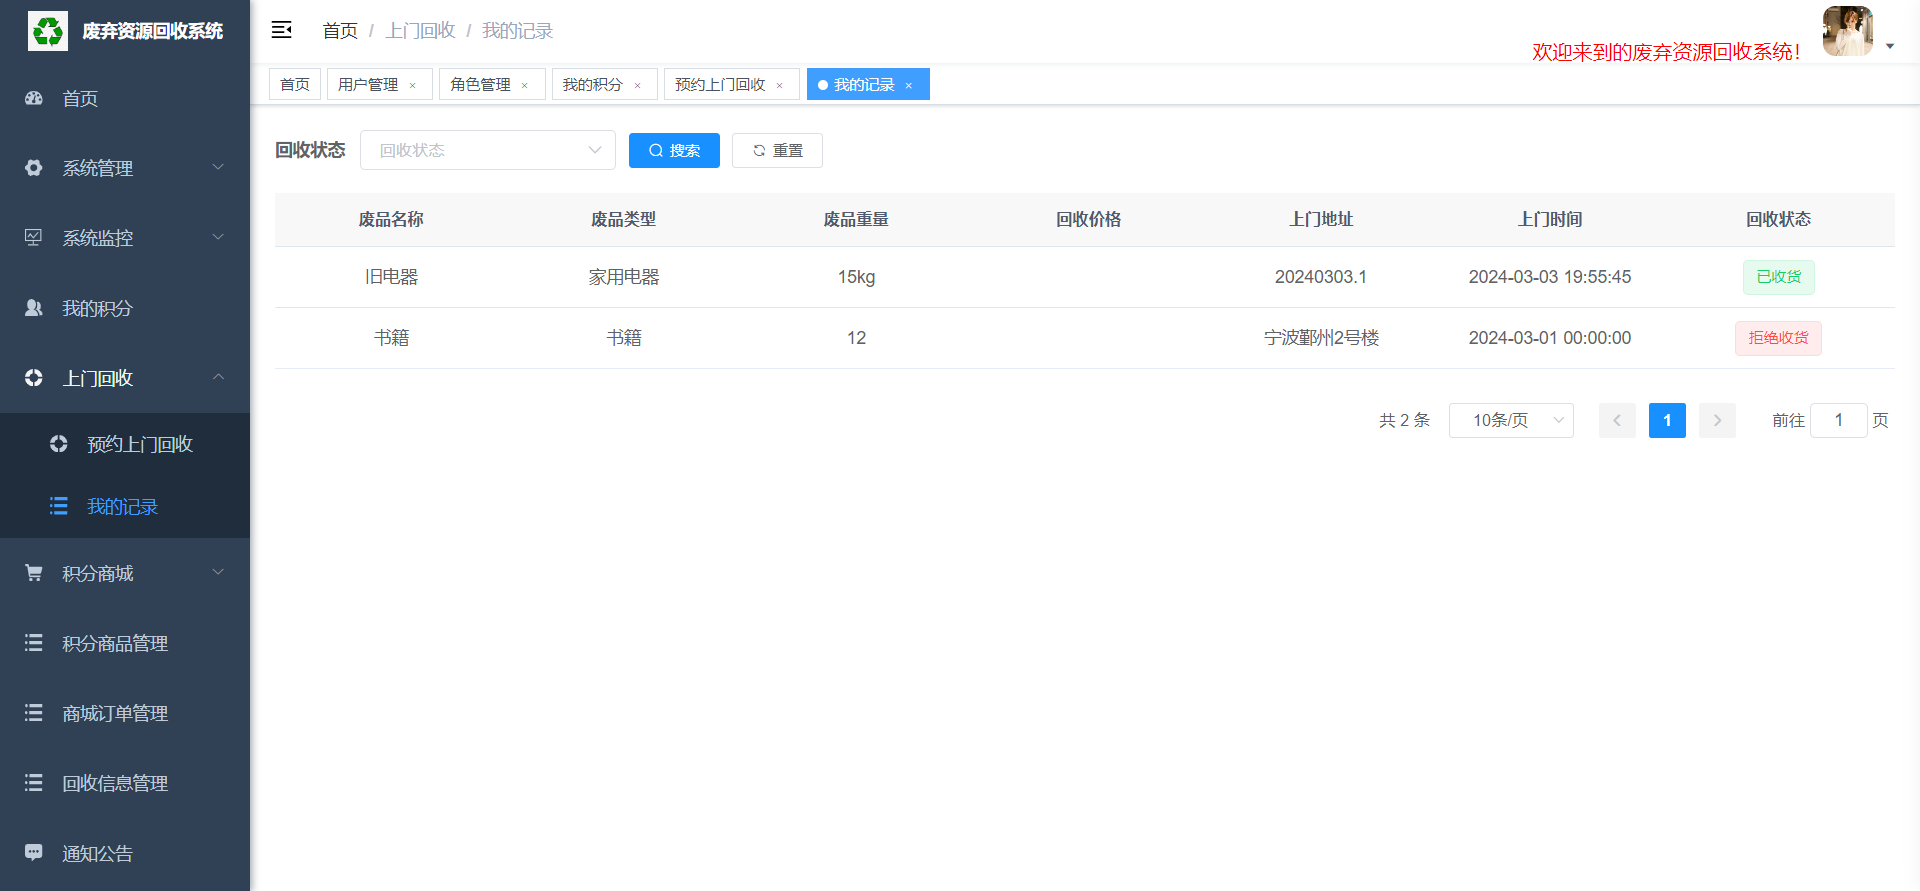 废弃资源回收系统
首页
系统管理
系统监控
我的积分
上门回收
预约上门回收
我的记录
积分商城
积分商品管理
商城订单管理
回收信息管理
通知公告
首页 / 上门回收 / 我的记录
欢迎来到的废弃资源回收系统！
首页 用户管理 × 角色管理 × 我的积分 × 预约上门回收 × 我的记录 ×
回收状态 回收状态 搜索 重置
废品名称 废品类型 废品重量 回收价格 上门地址 上门时间 回收状态
旧电器 家用电器 15kg 20240303.1 2024-03-03 19:55:45 已收货
书籍 书籍 12 宁波鄞州2号楼 2024-03-01 00:00:00 拒绝收货
共 2 条 10条/页 1 前往 1 页